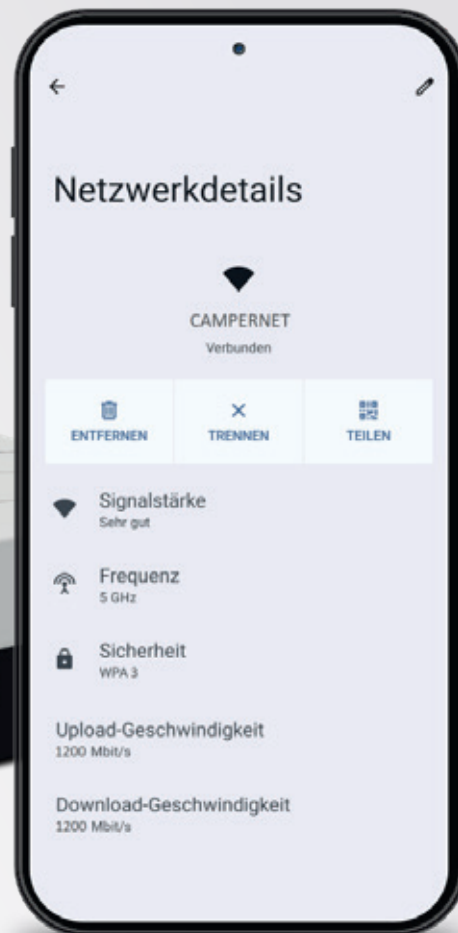 Netzwerkdetails
CAMPERNET
Verbunden
ENTFERNEN
TRENNEN
TEILEN
Signalstärke
Sehr gut
Frequenz
5 GHz
Sicherheit
WPA 3
Upload-Geschwindigkeit
1200 Mbit/s
Download-Geschwindigkeit
1200 Mbit/s